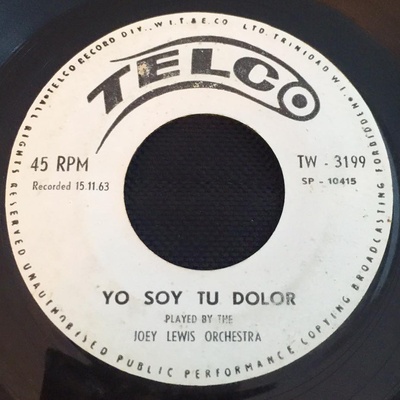 TELCO RECORD DIV., W.I.T.& E.CO LTD. TRINIDAD W.I.
TELCO
45 RPM
Recorded 15.11.63
TW - 3199
SP - 10415
YO SOY TU DOLOR
PLAYED BY THE
JOEY LEWIS ORCHESTRA
ALL RIGHTS RESERVED UNAUTHORISED PUBLIC PERFORMANCE COPYING BROADCASTING FORBIDDEN